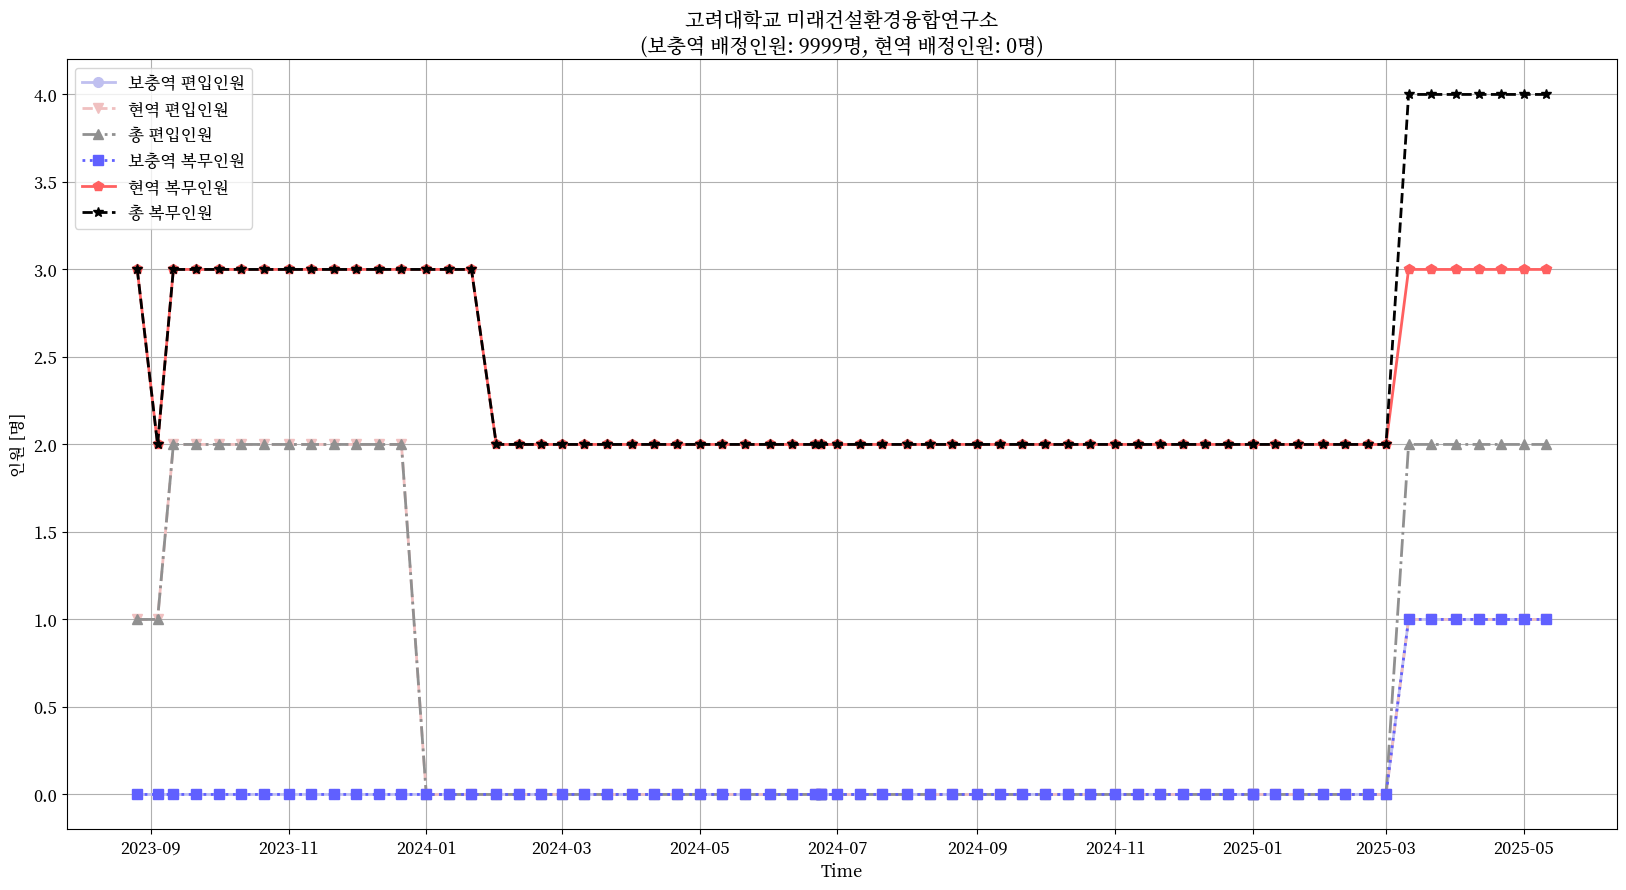 고려대학교 미래건설환경융합연구소
(보충역 배정인원: 9999명, 현역 배정인원: 0명)
보충역 편입인원
현역 편입인원
총 편입인원
보충역 복무인원
현역 복무인원
총 복무인원
4.0
3.5
3.0
2.5
2.0
1.5
1.0
0.5
0.0
인원 [명]
2023-09 2023-11 2024-01 2024-03 2024-05 2024-07 2024-09 2024-11 2025-01 2025-03 2025-05
Time